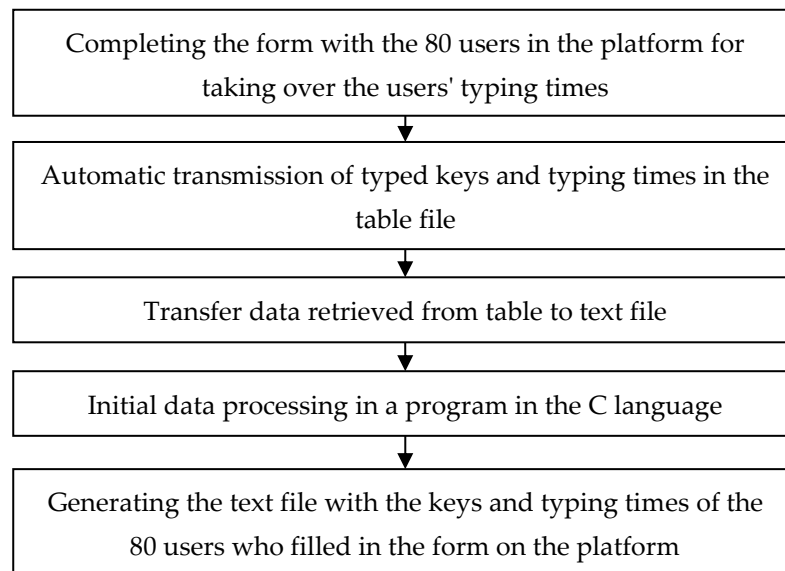 Completing the form with the 80 users in the platform for
taking over the users' typing times
Automatic transmission of typed keys and typing times in the
table file
Transfer data retrieved from table to text file
Initial data processing in a program in the C language
Generating the text file with the keys and typing times of the
80 users who filled in the form on the platform